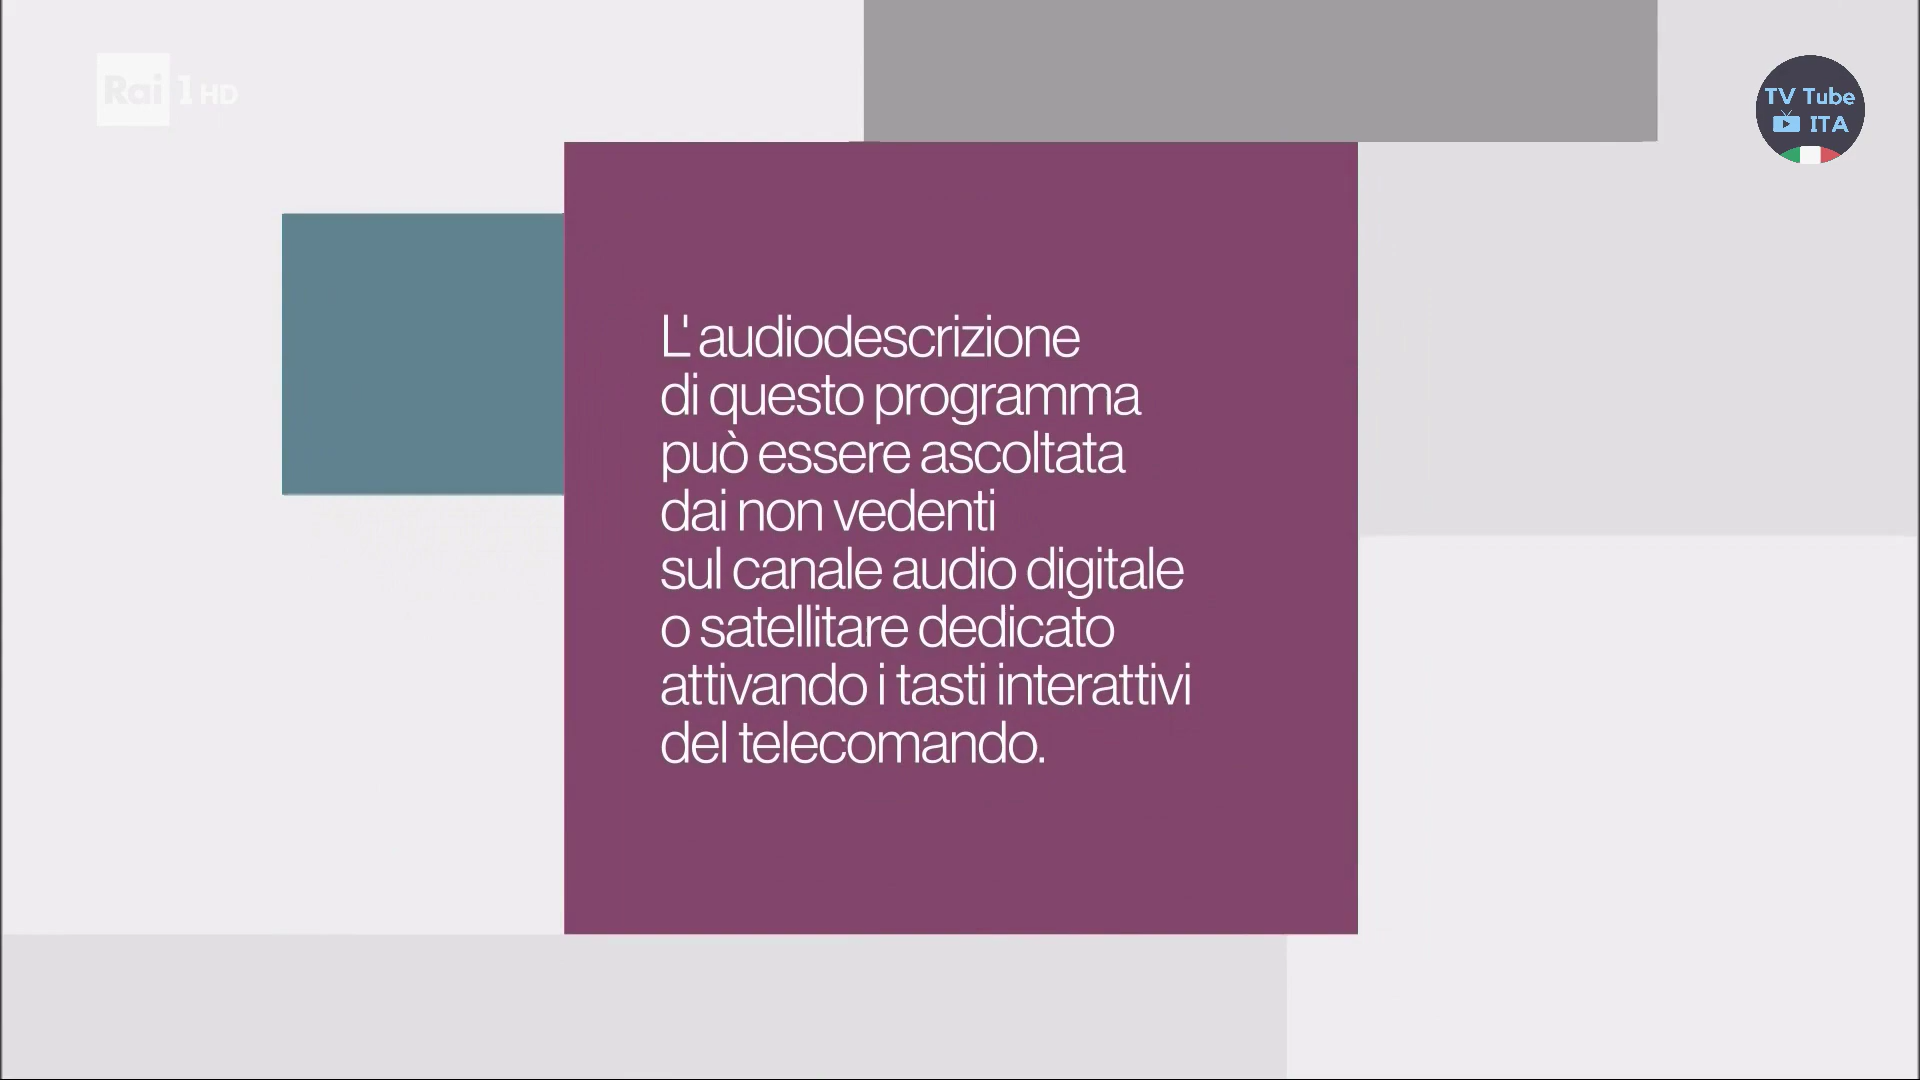 Rai 1 HD
TV Tube
ITA
L'audiodescrizione
di questo programma
può essere ascoltata
dai non vedenti
sul canale audio digitale
o satellitare dedicato
attivando i tasti interattivi
del telecomando.